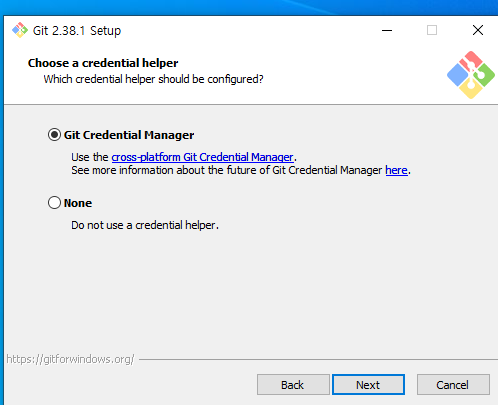 Git 2.38.1 Setup
Choose a credential helper
Which credential helper should be configured?
Git Credential Manager
Use the cross-platform Git Credential Manager.
See more information about the future of Git Credential Manager here.
None
Do not use a credential helper.
https://gitforwindows.org/
Back Next Cancel